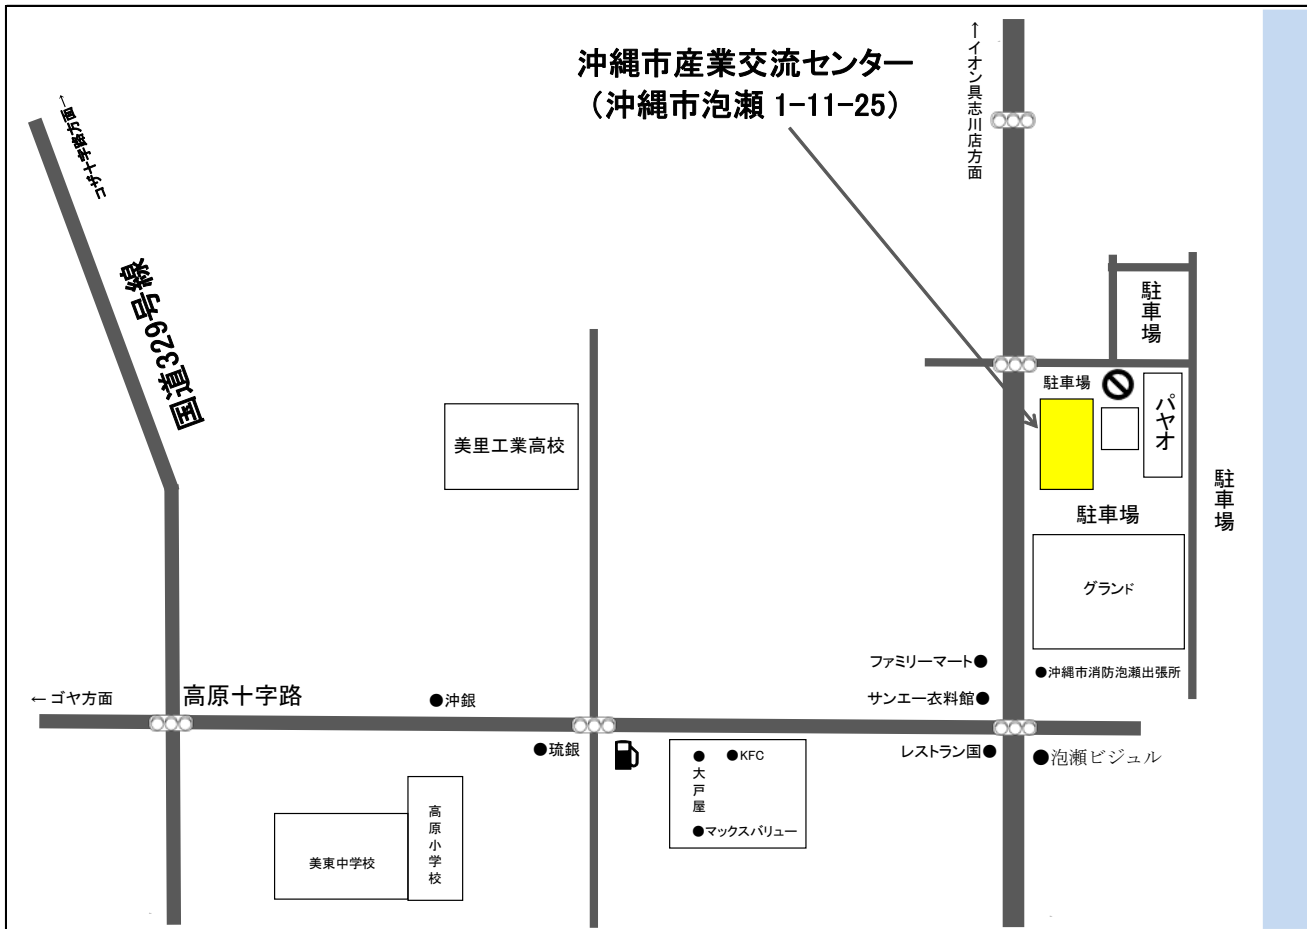 沖縄市産業交流センター
（沖縄市泡瀬 1-11-25）
↑イオン具志川店方面
コザ十字路方面→
国道329号線
駐車場
駐車場
パヤオ
美里工業高校
駐車場
駐車場
グランド
ファミリーマート●
●沖縄市消防泡瀬出張所
←ゴヤ方面
高原十字路
●沖銀
サンエー衣料館●
●琉銀
●大戸屋
●KFC
レストラン国●
●泡瀬ビジュル
●マックスバリュー
高原小学校
美東中学校